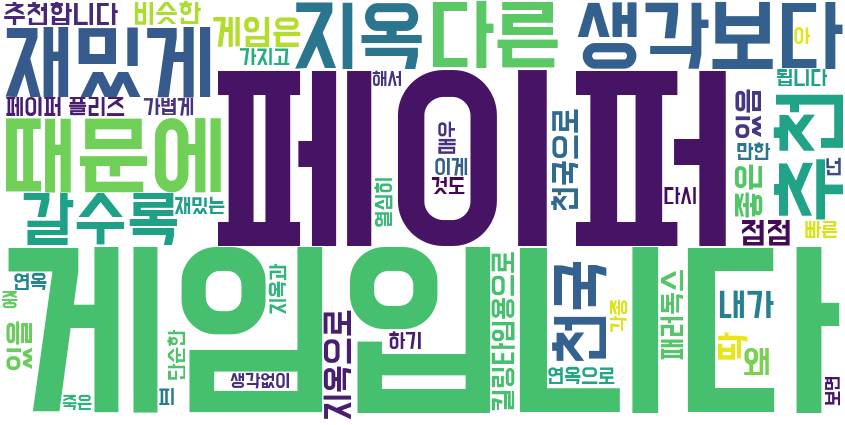 추천합니다
비슷한
게임은
가지고
지옥
다른
생각보다
아
재밌게
페이퍼
해서
됩니다
페이퍼 플리즈
가볍게
있음
추천
때문에
아
봄
이게
것도
천국으로
만한
넌
갈수록
재밌는
열심히
다시
좋은
점점
빠른
게임입니다
연옥
중
지옥과
킬링타임용으로
천국
패러독스
내가
있을
단순한
지옥으로
하기
각종
딱
왜
생각없이
연옥으로
죽은
피
보면